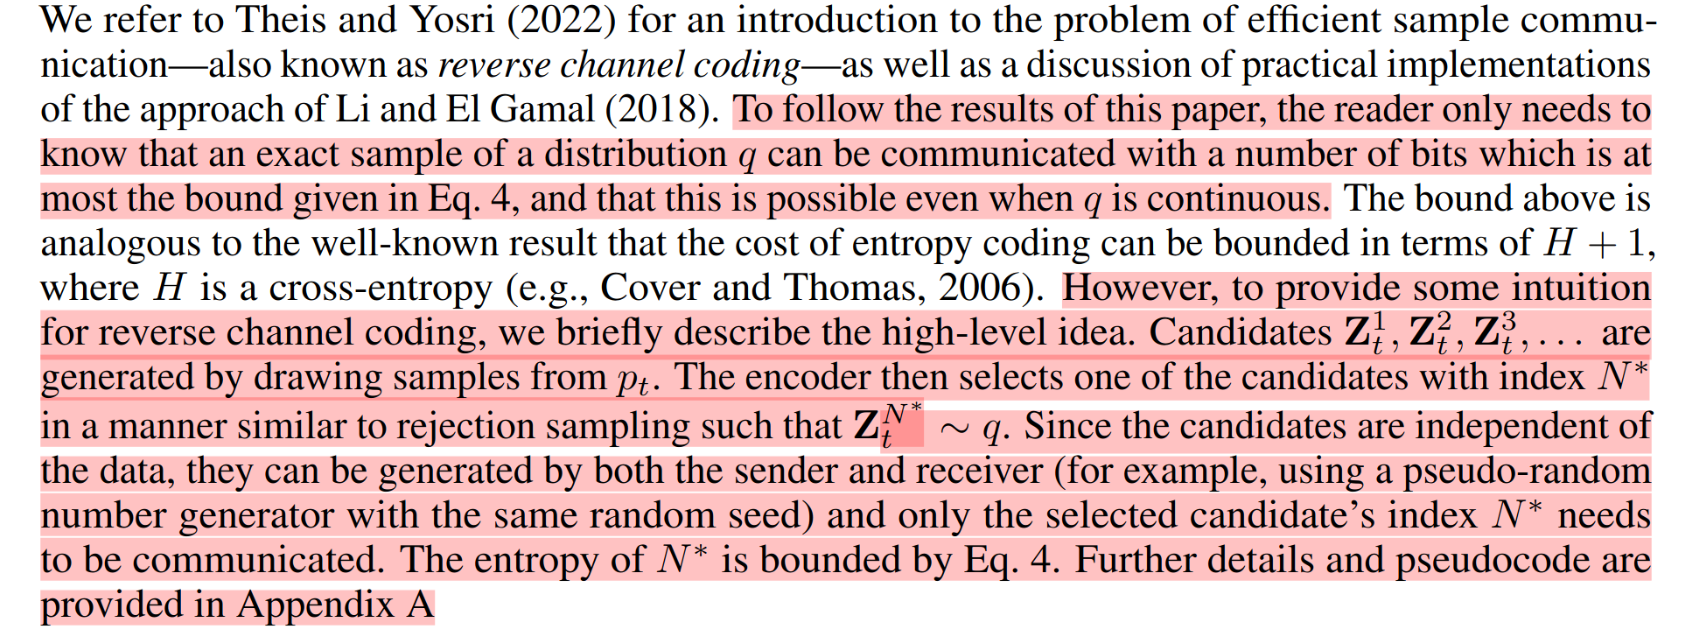 We refer to Theis and Yosri (2022) for an introduction to the problem of efficient sample commu-
nication—also known as reverse channel coding—as well as a discussion of practical implementations
of the approach of Li and El Gamal (2018). To follow the results of this paper, the reader only needs to
know that an exact sample of a distribution q can be communicated with a number of bits which is at
most the bound given in Eq. 4, and that this is possible even when q is continuous. The bound above is
analogous to the well-known result that the cost of entropy coding can be bounded in terms of H + 1,
where H is a cross-entropy (e.g., Cover and Thomas, 2006). However, to provide some intuition
for reverse channel coding, we briefly describe the high-level idea. Candidates Z_t^1, Z_t^2, Z_t^3, . . . are
generated by drawing samples from p_t. The encoder then selects one of the candidates with index N*
in a manner similar to rejection sampling such that Z_t^{N*} ∼ q. Since the candidates are independent of
the data, they can be generated by both the sender and receiver (for example, using a pseudo-random
number generator with the same random seed) and only the selected candidate's index N* needs
to be communicated. The entropy of N* is bounded by Eq. 4. Further details and pseudocode are
provided in Appendix A